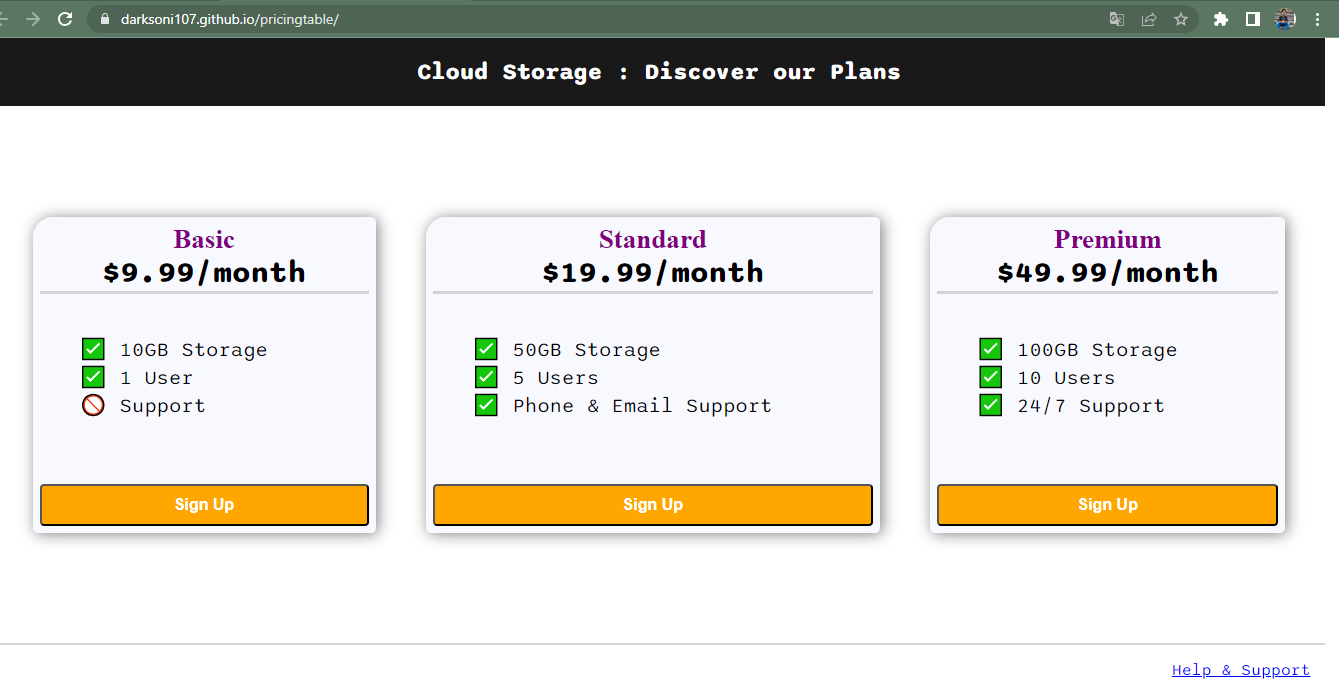 darksoni107.github.io/pricingtable/
Cloud Storage : Discover our Plans
Basic
$9.99/month
✅ 10GB Storage
✅ 1 User
🚫 Support
Sign Up
Standard
$19.99/month
✅ 50GB Storage
✅ 5 Users
✅ Phone & Email Support
Sign Up
Premium
$49.99/month
✅ 100GB Storage
✅ 10 Users
✅ 24/7 Support
Sign Up
Help & Support